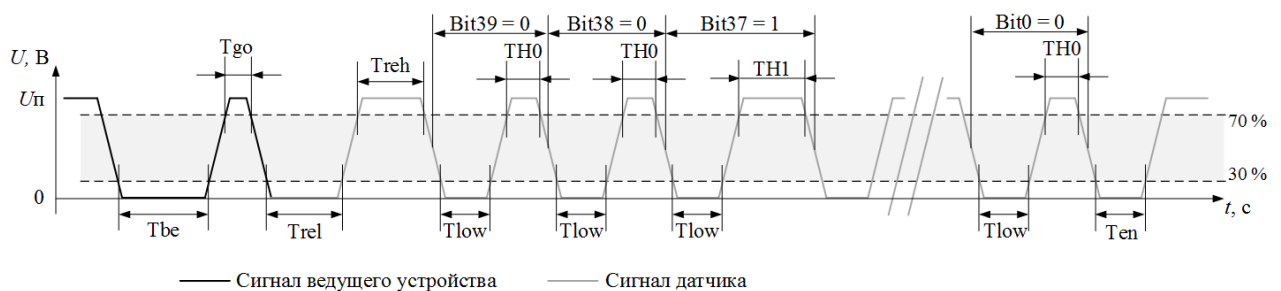 Bit39 = 0 Bit38 = 0 Bit37 = 1 Bit0 = 0
U, В Tgo Treh TH0 TH0 TH1 TH0
Uп
70 %
30 %
0
t, с
Tbe Trel Tlow Tlow Tlow Tlow Ten
Сигнал ведущего устройства Сигнал датчика